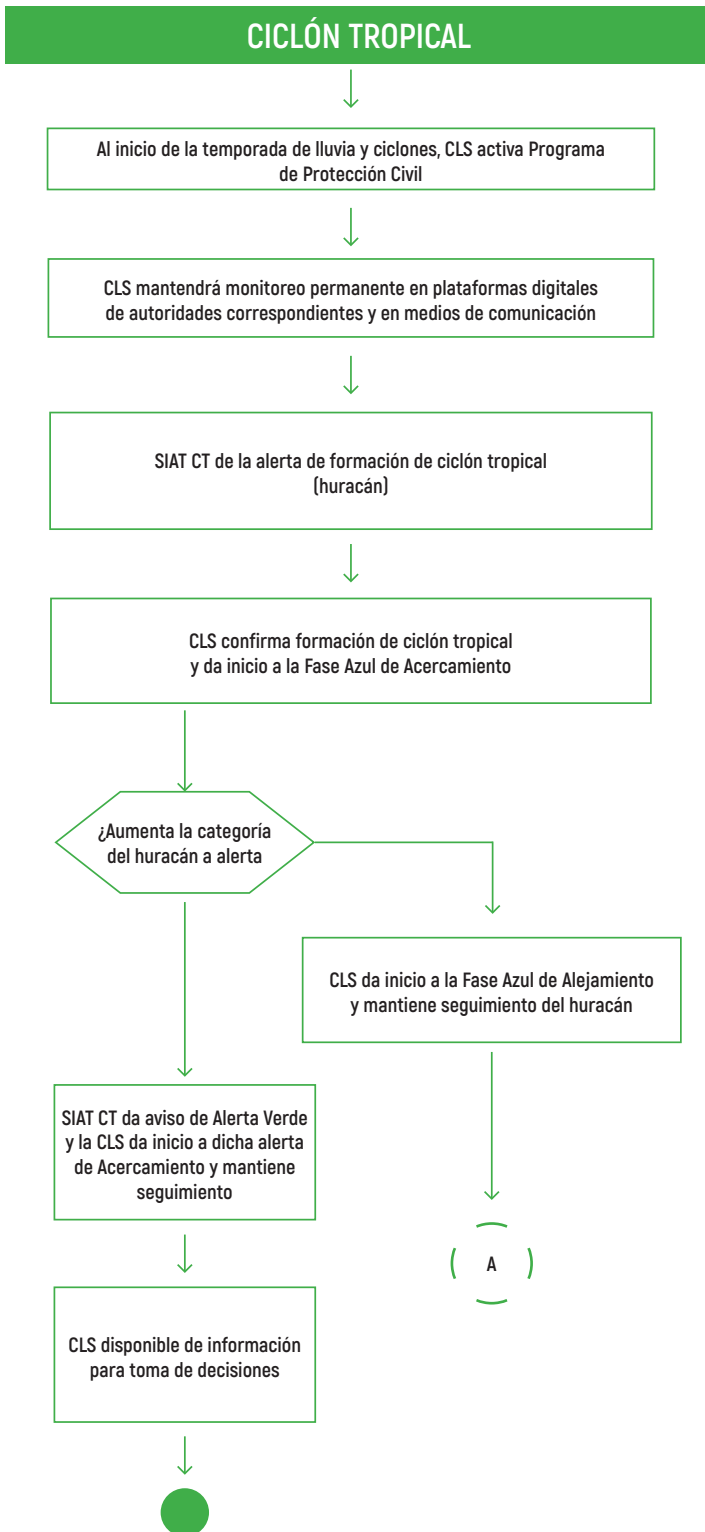 CICLÓN TROPICAL
Al inicio de la temporada de lluvia y ciclones, CLS activa Programa
de Protección Civil
CLS mantendrá monitoreo permanente en plataformas digitales
de autoridades correspondientes y en medios de comunicación
SIAT CT de la alerta de formación de ciclón tropical
(huracán)
CLS confirma formación de ciclón tropical
y da inicio a la Fase Azul de Acercamiento
¿Aumenta la categoría
del huracán a alerta
CLS da inicio a la Fase Azul de Alejamiento
y mantiene seguimiento del huracán
SIAT CT da aviso de Alerta Verde
y la CLS da inicio a dicha alerta
de Acercamiento y mantiene
seguimiento
A
CLS disponible de información
para toma de decisiones